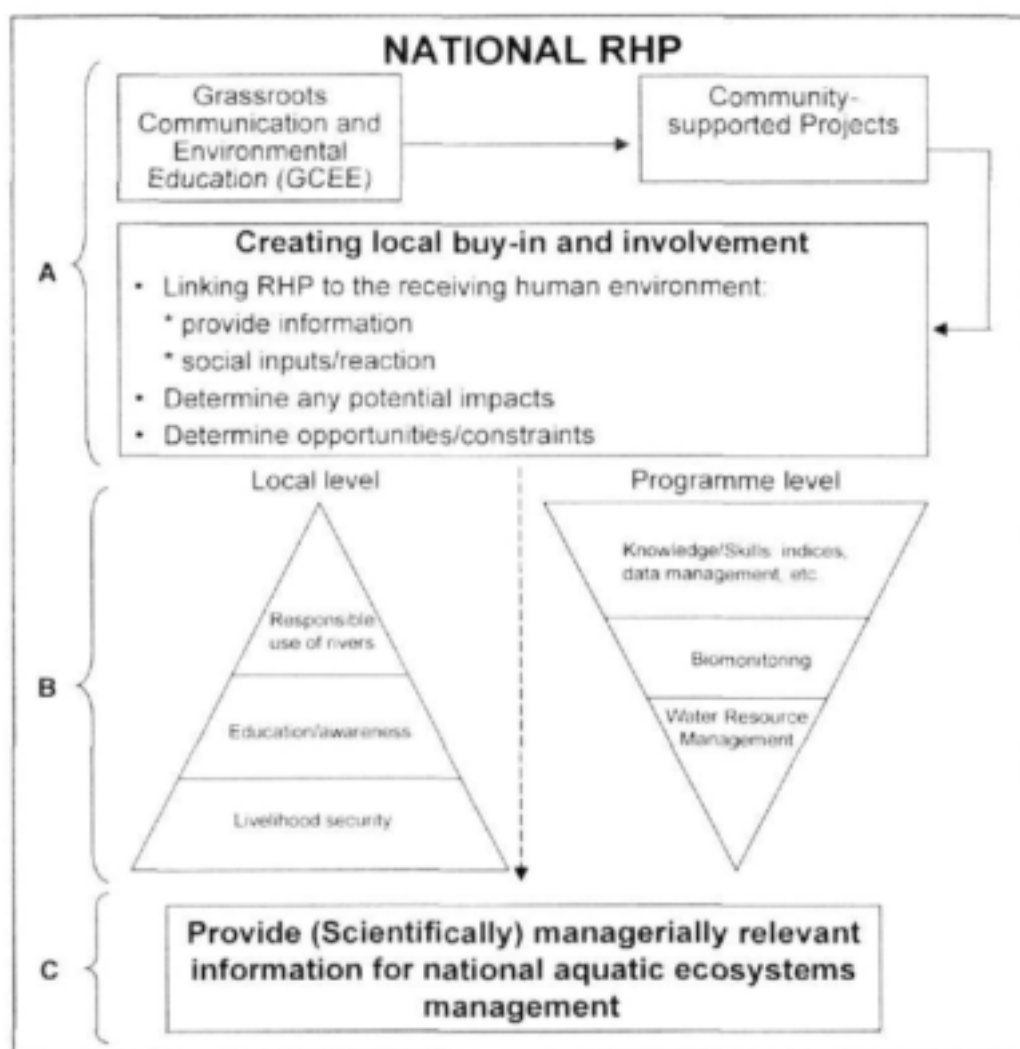 NATIONAL RHP
Grassroots
Communication and
Environmental
Education (GCEE)
Community-
supported Projects
A
Creating local buy-in and involvement
• Linking RHP to the receiving human environment:
* provide information
* social inputs/reaction
• Determine any potential impacts
• Determine opportunities/constraints
Local level
Programme level
B
Responsible
use of rivers
Education/awareness
Livelihood security
Knowledge/Skills: indices,
data management, etc.
Biomonitoring
Water Resource
Management
C
Provide (Scientifically) managerially relevant
information for national aquatic ecosystems
management